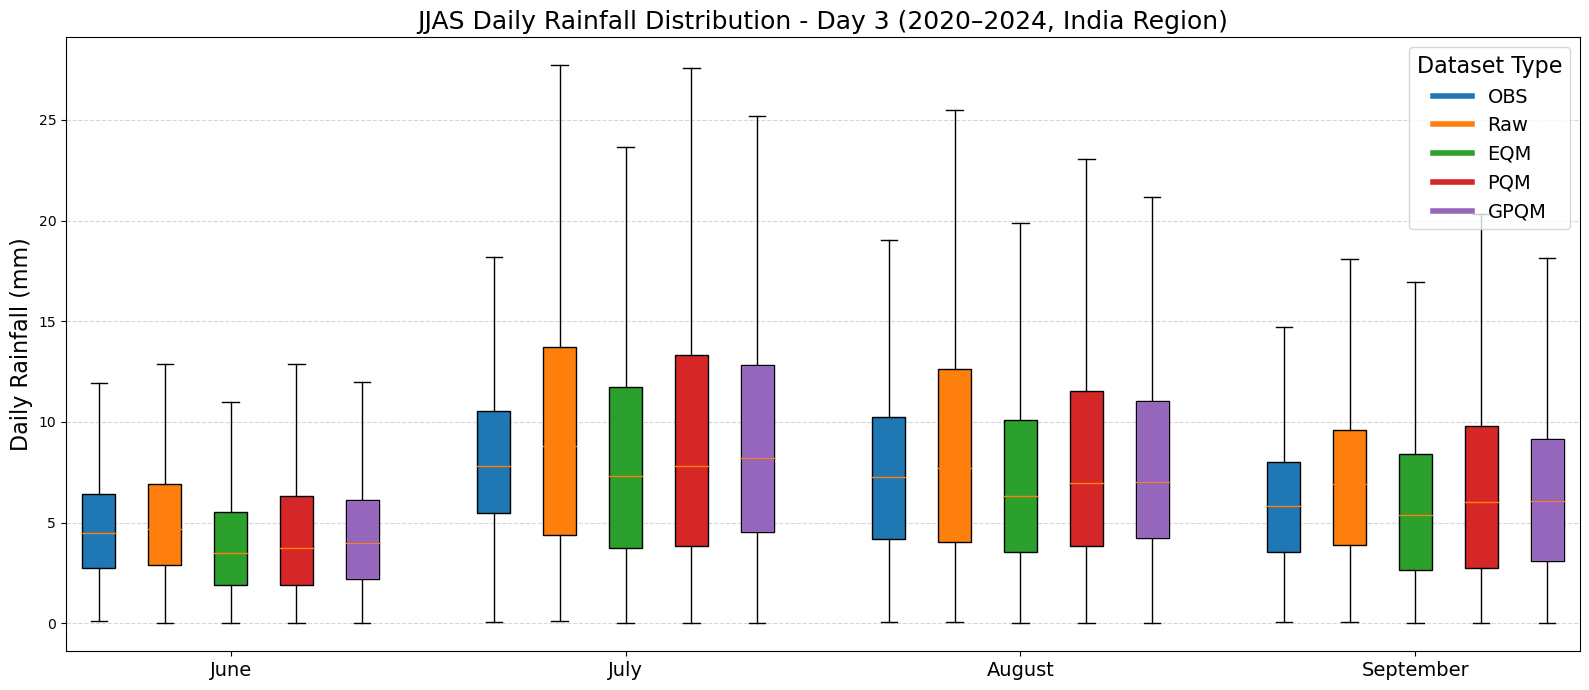 JJAS Daily Rainfall Distribution - Day 3 (2020–2024, India Region)
Dataset Type
OBS
Raw
EQM
PQM
GPQM
Daily Rainfall (mm)
25
20
15
10
5
0
June July August September